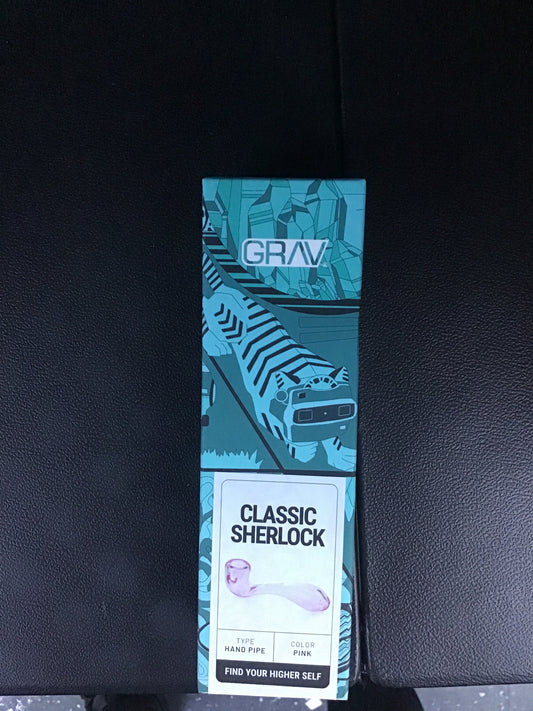 GRAV
CLASSIC
SHERLOCK
TYPE
HAND PIPE
COLOR
PINK
FIND YOUR HIGHER SELF